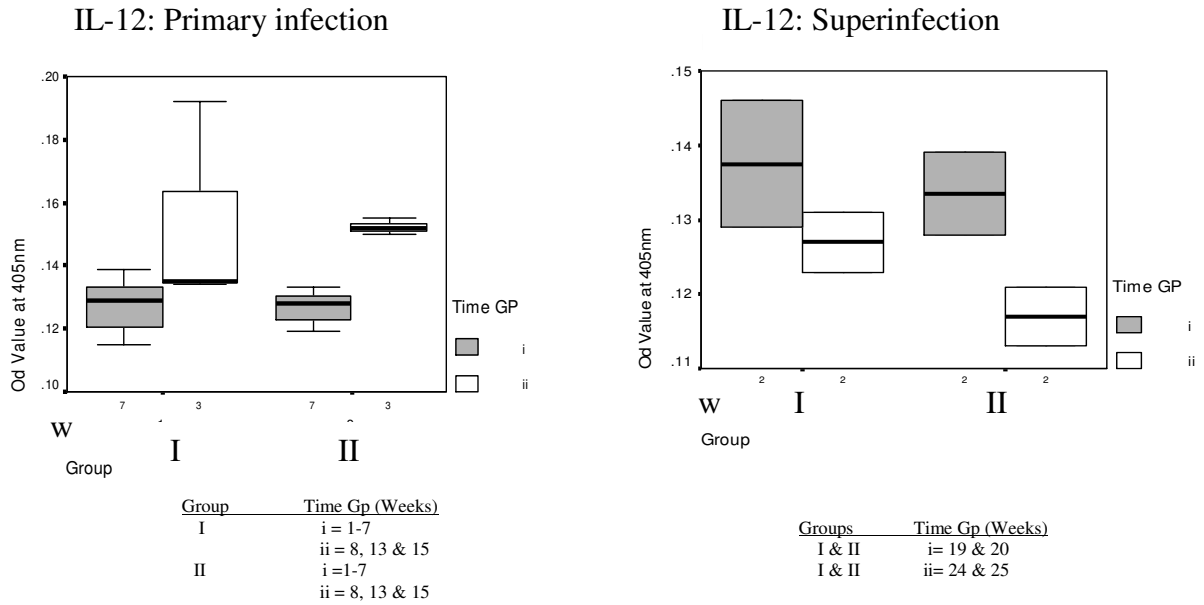 IL-12: Primary infection
.20
.18
.16
.14
.12
.10
Od Value at 405nm
7 3 7 3
w
I II
Group
Time GP
i
ii
Group Time Gp (Weeks)
I i = 1-7
ii = 8, 13 & 15
II i =1-7
ii = 8, 13 & 15
IL-12: Superinfection
.15
.14
.13
.12
.11
Od Value at 405nm
2 2 2 2
w I II
Group
Time GP
i
ii
Groups Time Gp (Weeks)
I & II i= 19 & 20
I & II ii= 24 & 25